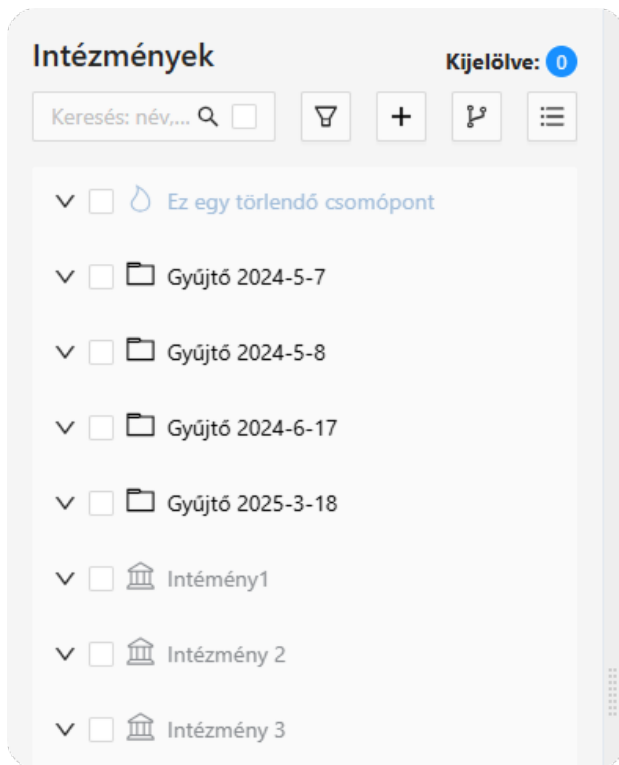 Intézmények
Kijelölve: 0
Keresés: név,...
Ez egy törlendő csomópont
Gyűjtő 2024-5-7
Gyűjtő 2024-5-8
Gyűjtő 2024-6-17
Gyűjtő 2025-3-18
Intémény1
Intézmény 2
Intézmény 3